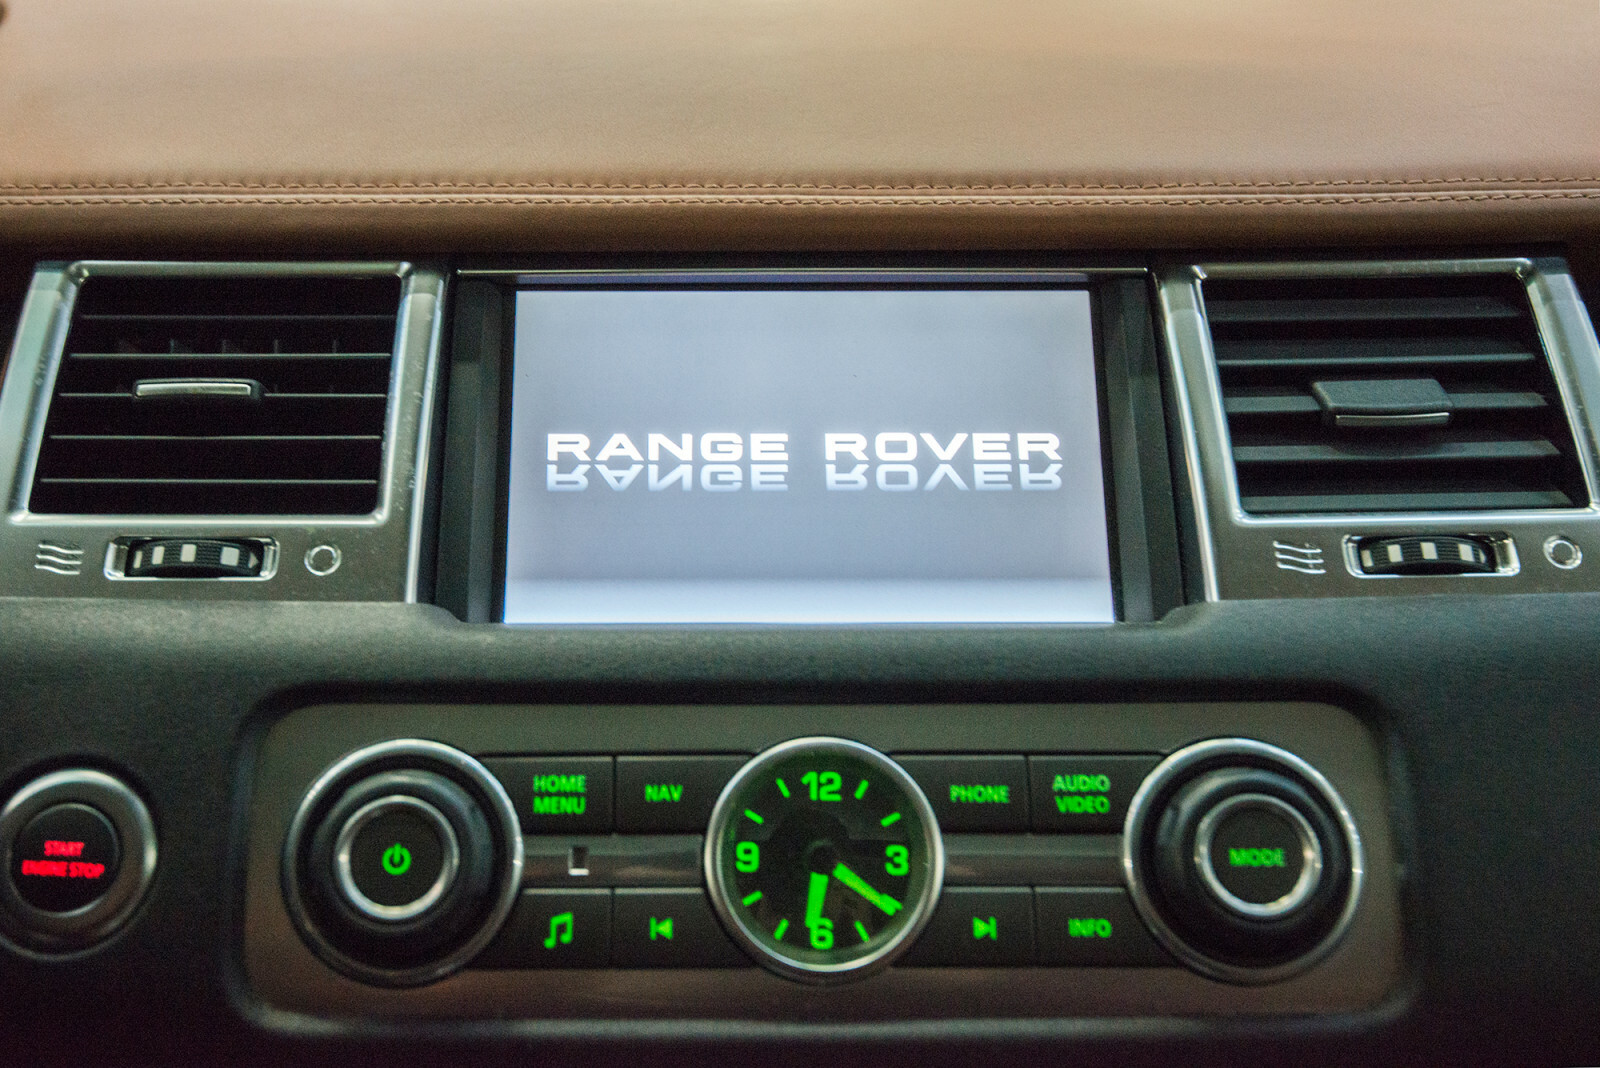 RANGE ROVER
HOME
MENU
NAV
12
9
3
6
PHONE
AUDIO
VIDEO
START
ENGINE STOP
MODE
INFO